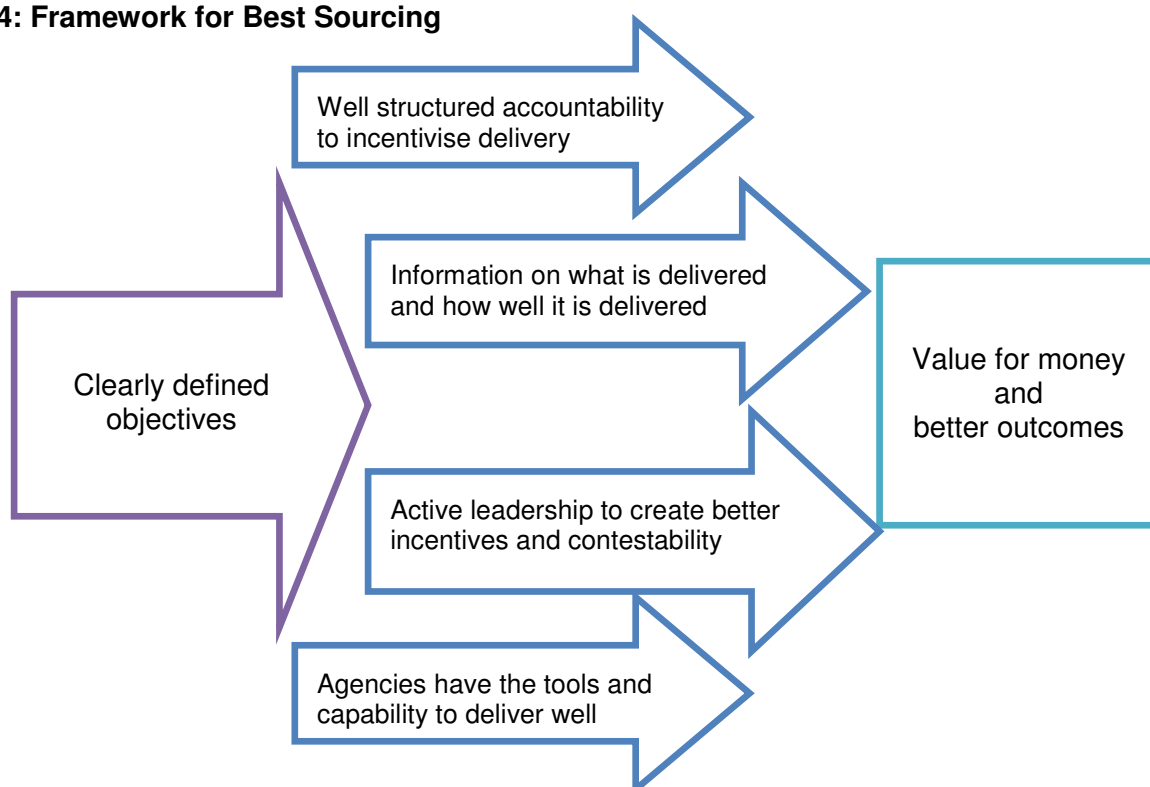 4: Framework for Best Sourcing
Well structured accountability
to incentivise delivery
Information on what is delivered
and how well it is delivered
Clearly defined
objectives
Value for money
and
better outcomes
Active leadership to create better
incentives and contestability
Agencies have the tools and
capability to deliver well